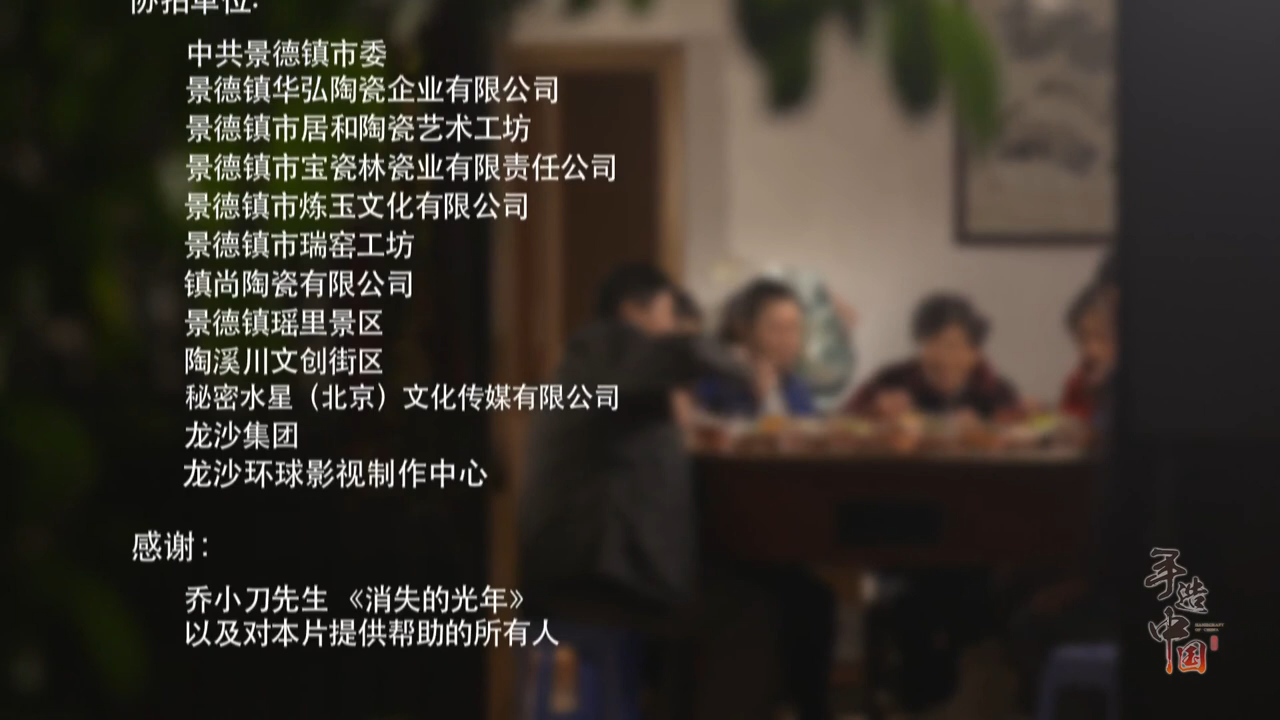 协拍单位:
中共景德镇市委
景德镇华弘陶瓷企业有限公司
景德镇市居和陶瓷艺术工坊
景德镇市宝瓷林瓷业有限责任公司
景德镇市炼玉文化有限公司
景德镇市瑞窑工坊
镇尚陶瓷有限公司
景德镇瑶里景区
陶溪川文创街区
秘密水星（北京）文化传媒有限公司
龙沙集团
龙沙环球影视制作中心
感谢：
乔小刀先生 《消失的光年》
以及对本片提供帮助的所有人
手造
中国